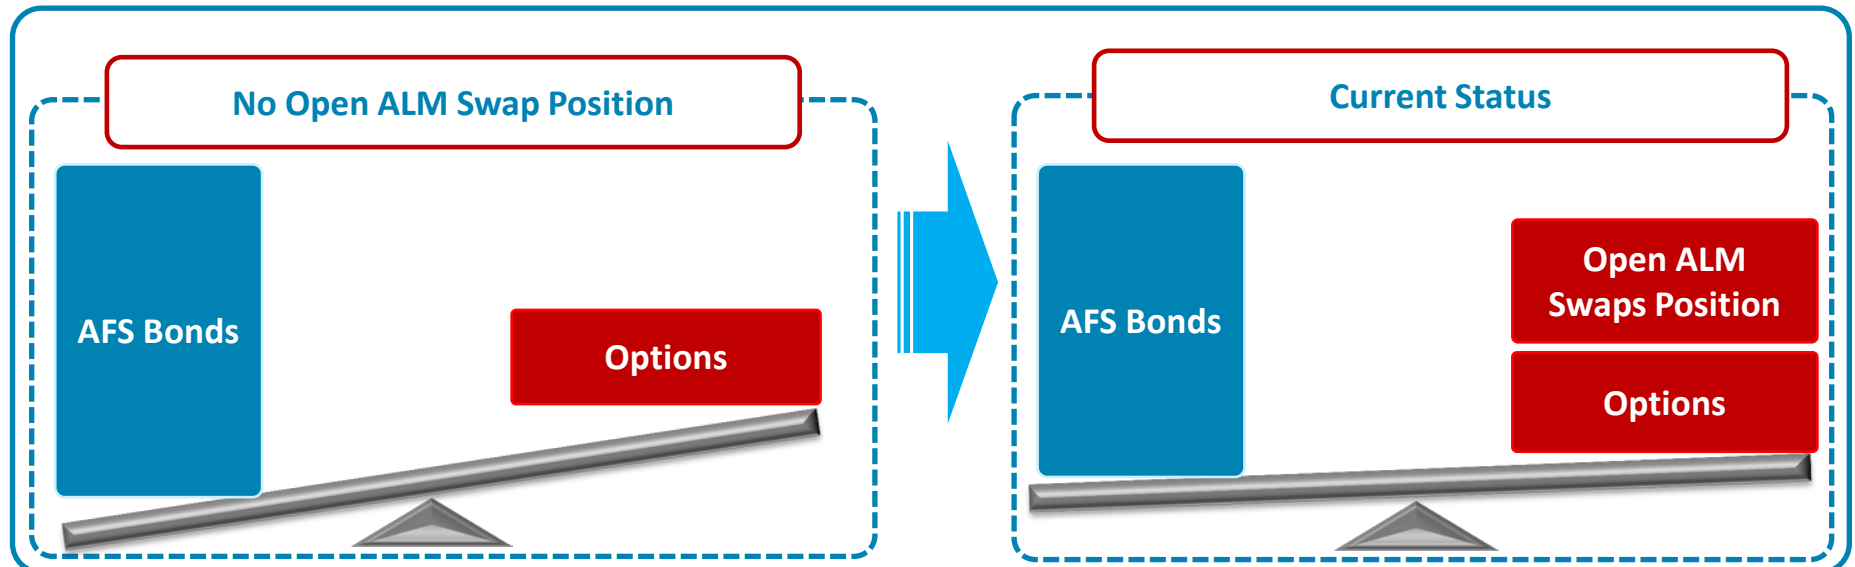 No Open ALM Swap Position
AFS Bonds
Options
Current Status
AFS Bonds
Open ALM
Swaps Position
Options